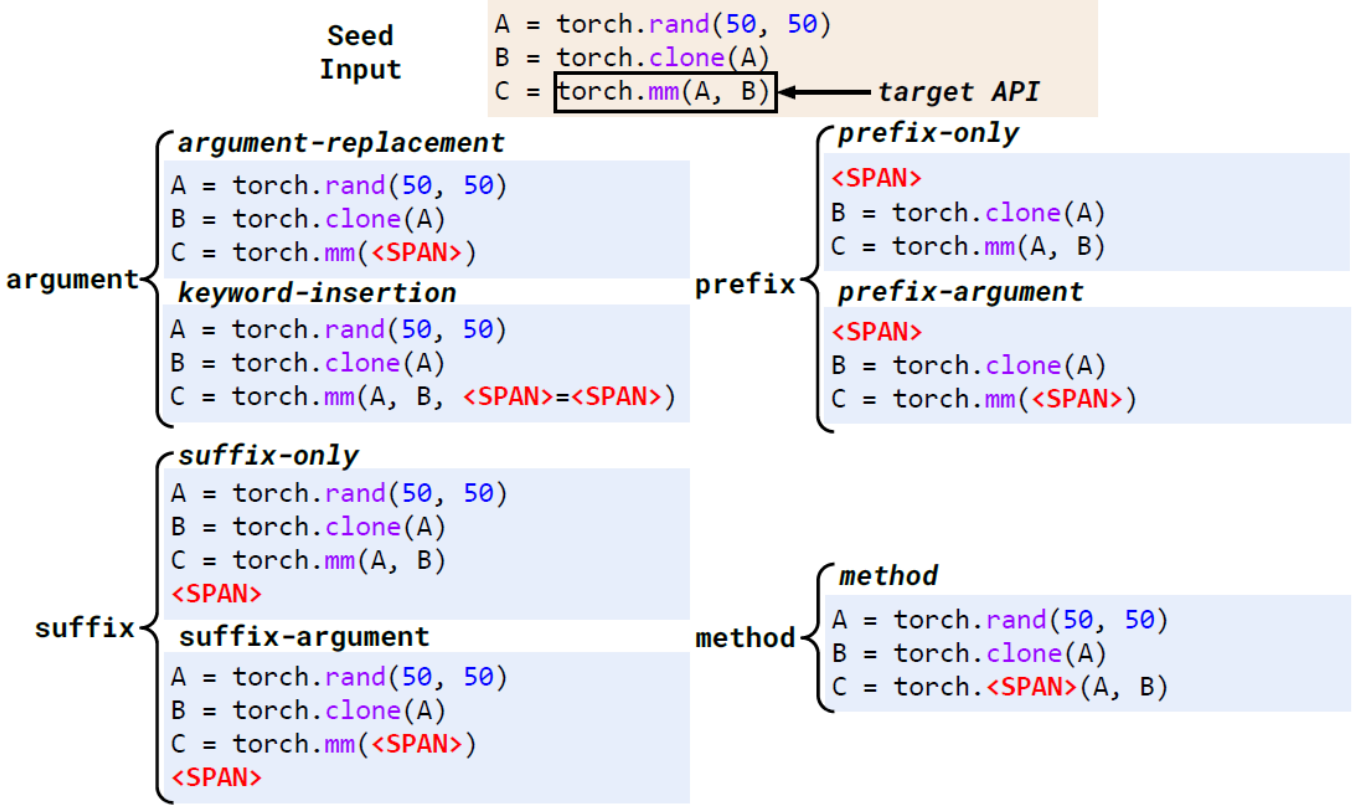 Seed
Input
A = torch.rand(50, 50)
B = torch.clone(A)
C = torch.mm(A, B)
target API
argument
argument-replacement
A = torch.rand(50, 50)
B = torch.clone(A)
C = torch.mm(<SPAN>)
keyword-insertion
A = torch.rand(50, 50)
B = torch.clone(A)
C = torch.mm(A, B, <SPAN>=<SPAN>)
prefix
prefix-only
<SPAN>
B = torch.clone(A)
C = torch.mm(A, B)
prefix-argument
<SPAN>
B = torch.clone(A)
C = torch.mm(<SPAN>)
suffix
suffix-only
A = torch.rand(50, 50)
B = torch.clone(A)
C = torch.mm(A, B)
<SPAN>
suffix-argument
A = torch.rand(50, 50)
B = torch.clone(A)
C = torch.mm(<SPAN>)
<SPAN>
method
method
A = torch.rand(50, 50)
B = torch.clone(A)
C = torch.<SPAN>(A, B)